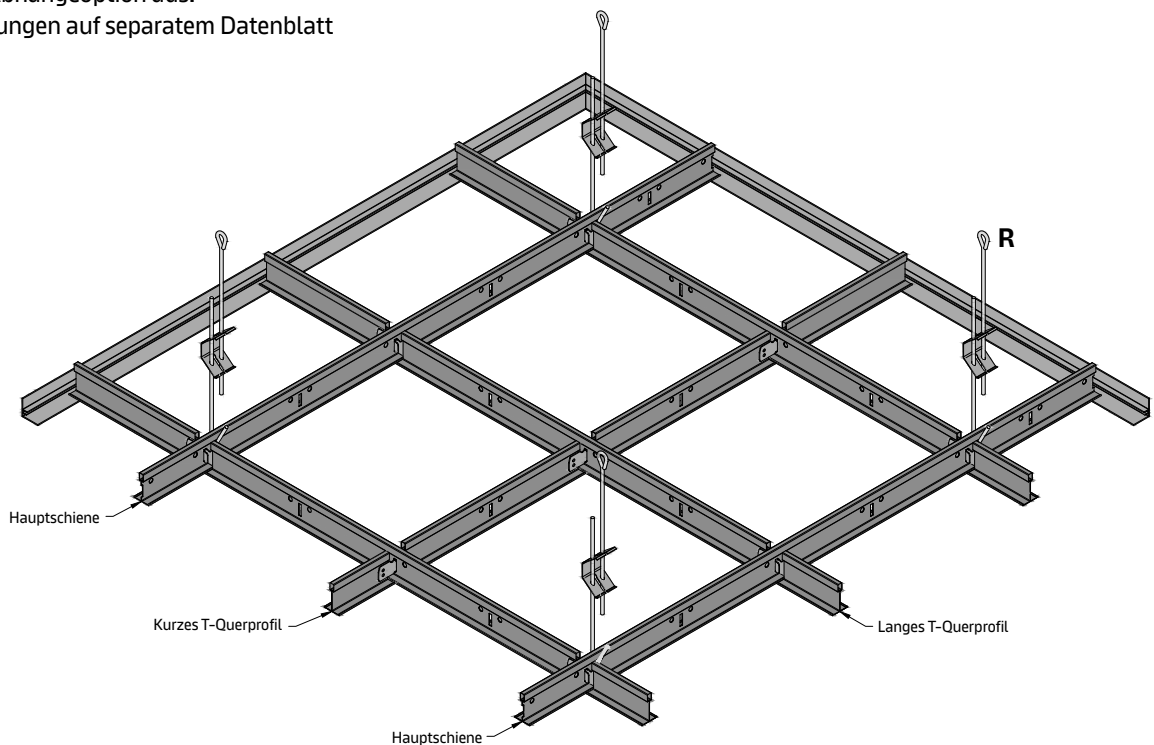 ungen auf separatem Datenblatt
R
Hauptschiene
Kurzes T-Querprofil
Langes T-Querprofil
Hauptschiene